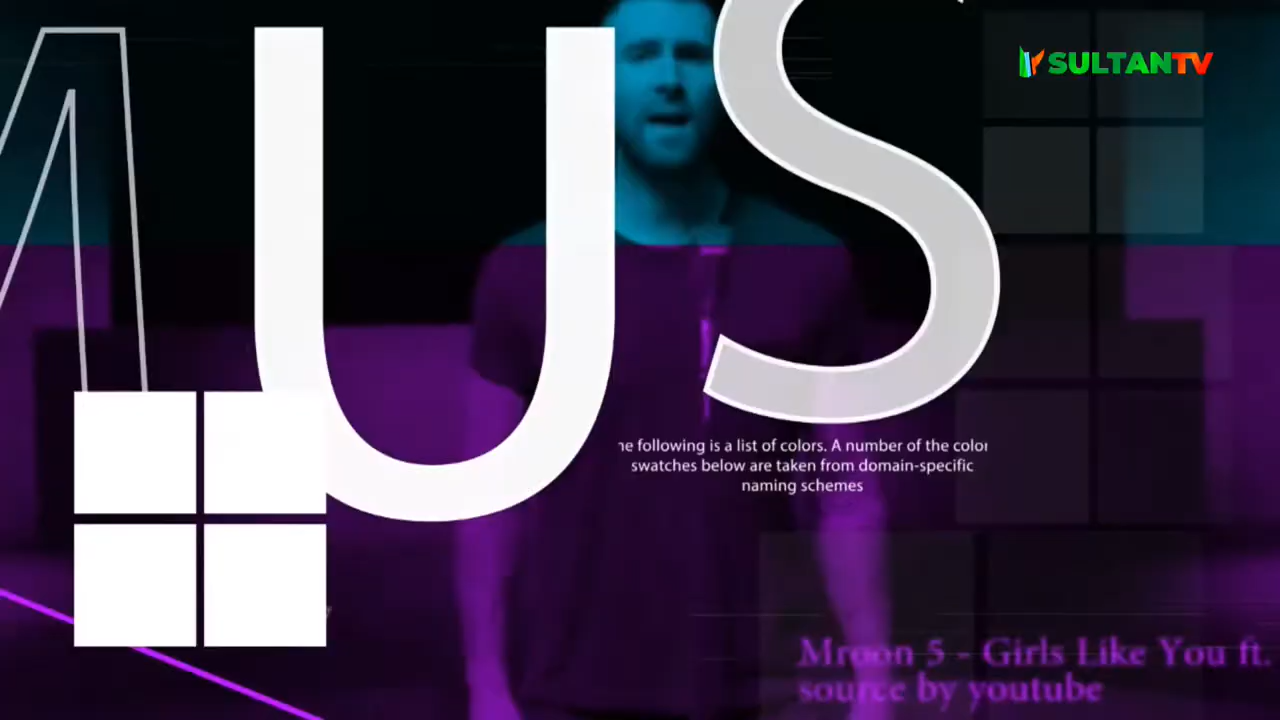 MUS
SULTANTV
he following is a list of colors. A number of the color
swatches below are taken from domain-specific
naming schemes
Mroon 5 - Girls Like You ft.
source by youtube